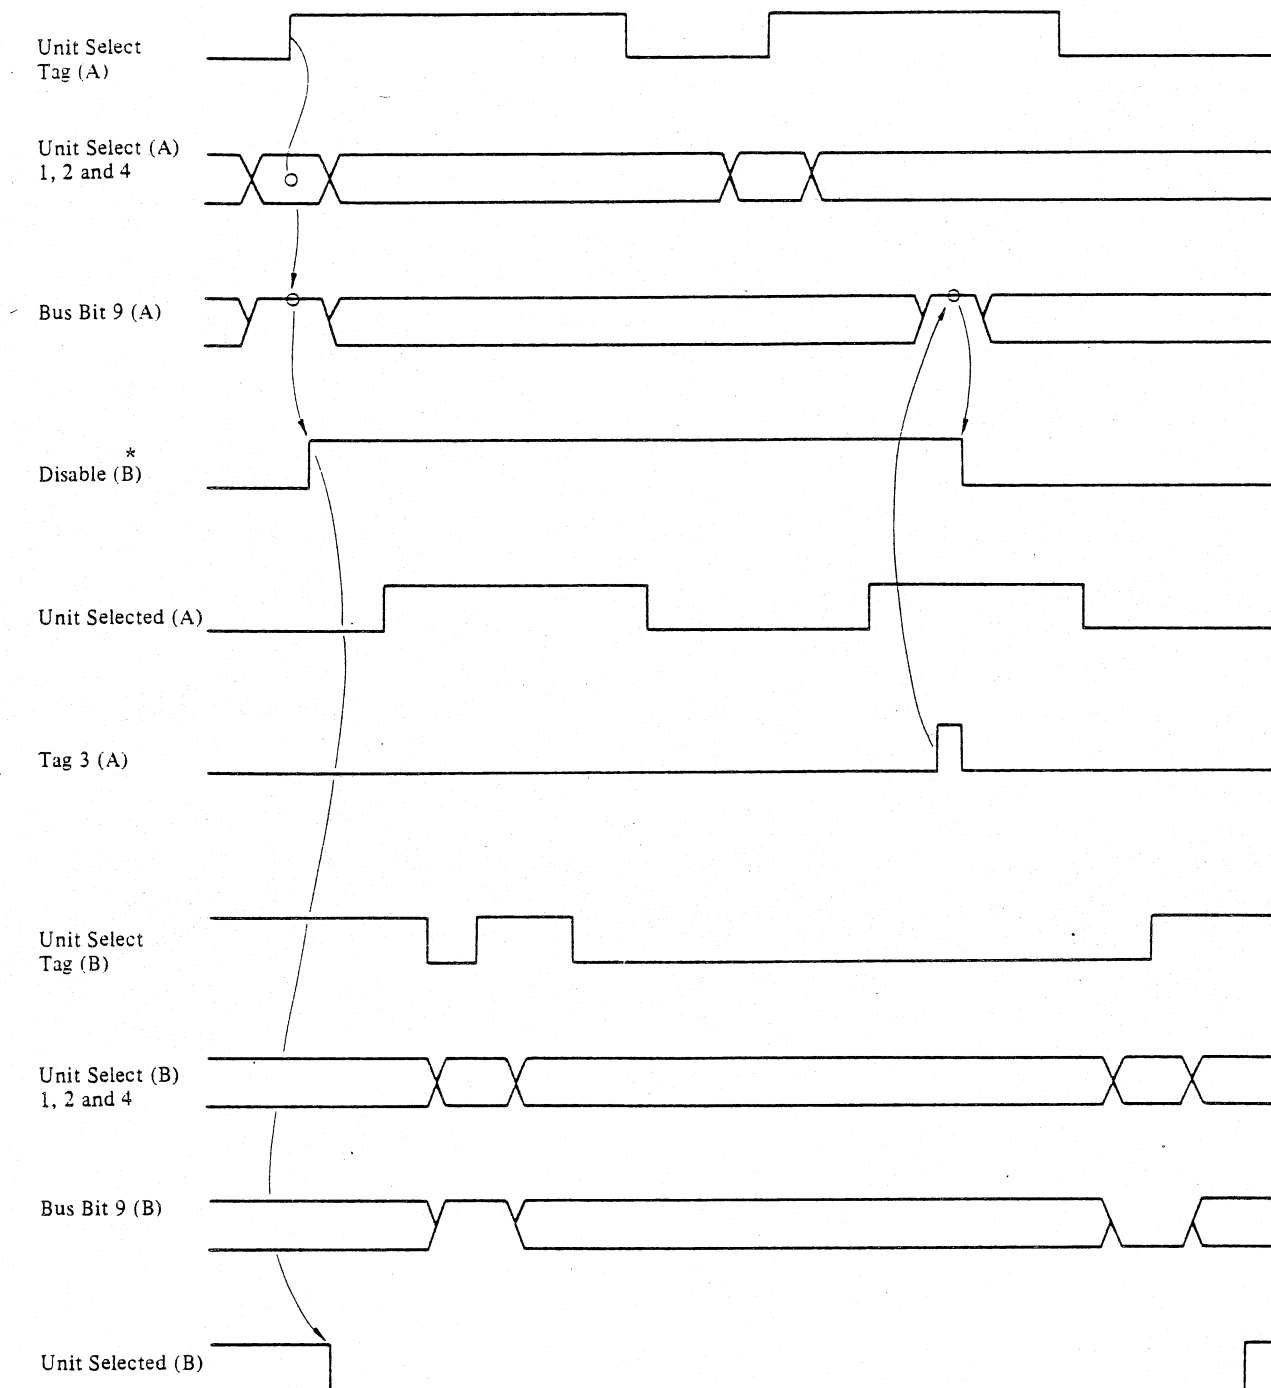 Unit Select
Tag (A)
Unit Select (A)
1, 2 and 4
Bus Bit 9 (A)
*
Disable (B)
Unit Selected (A)
Tag 3 (A)
Unit Select
Tag (B)
Unit Select (B)
1, 2 and 4
Bus Bit 9 (B)
Unit Selected (B)